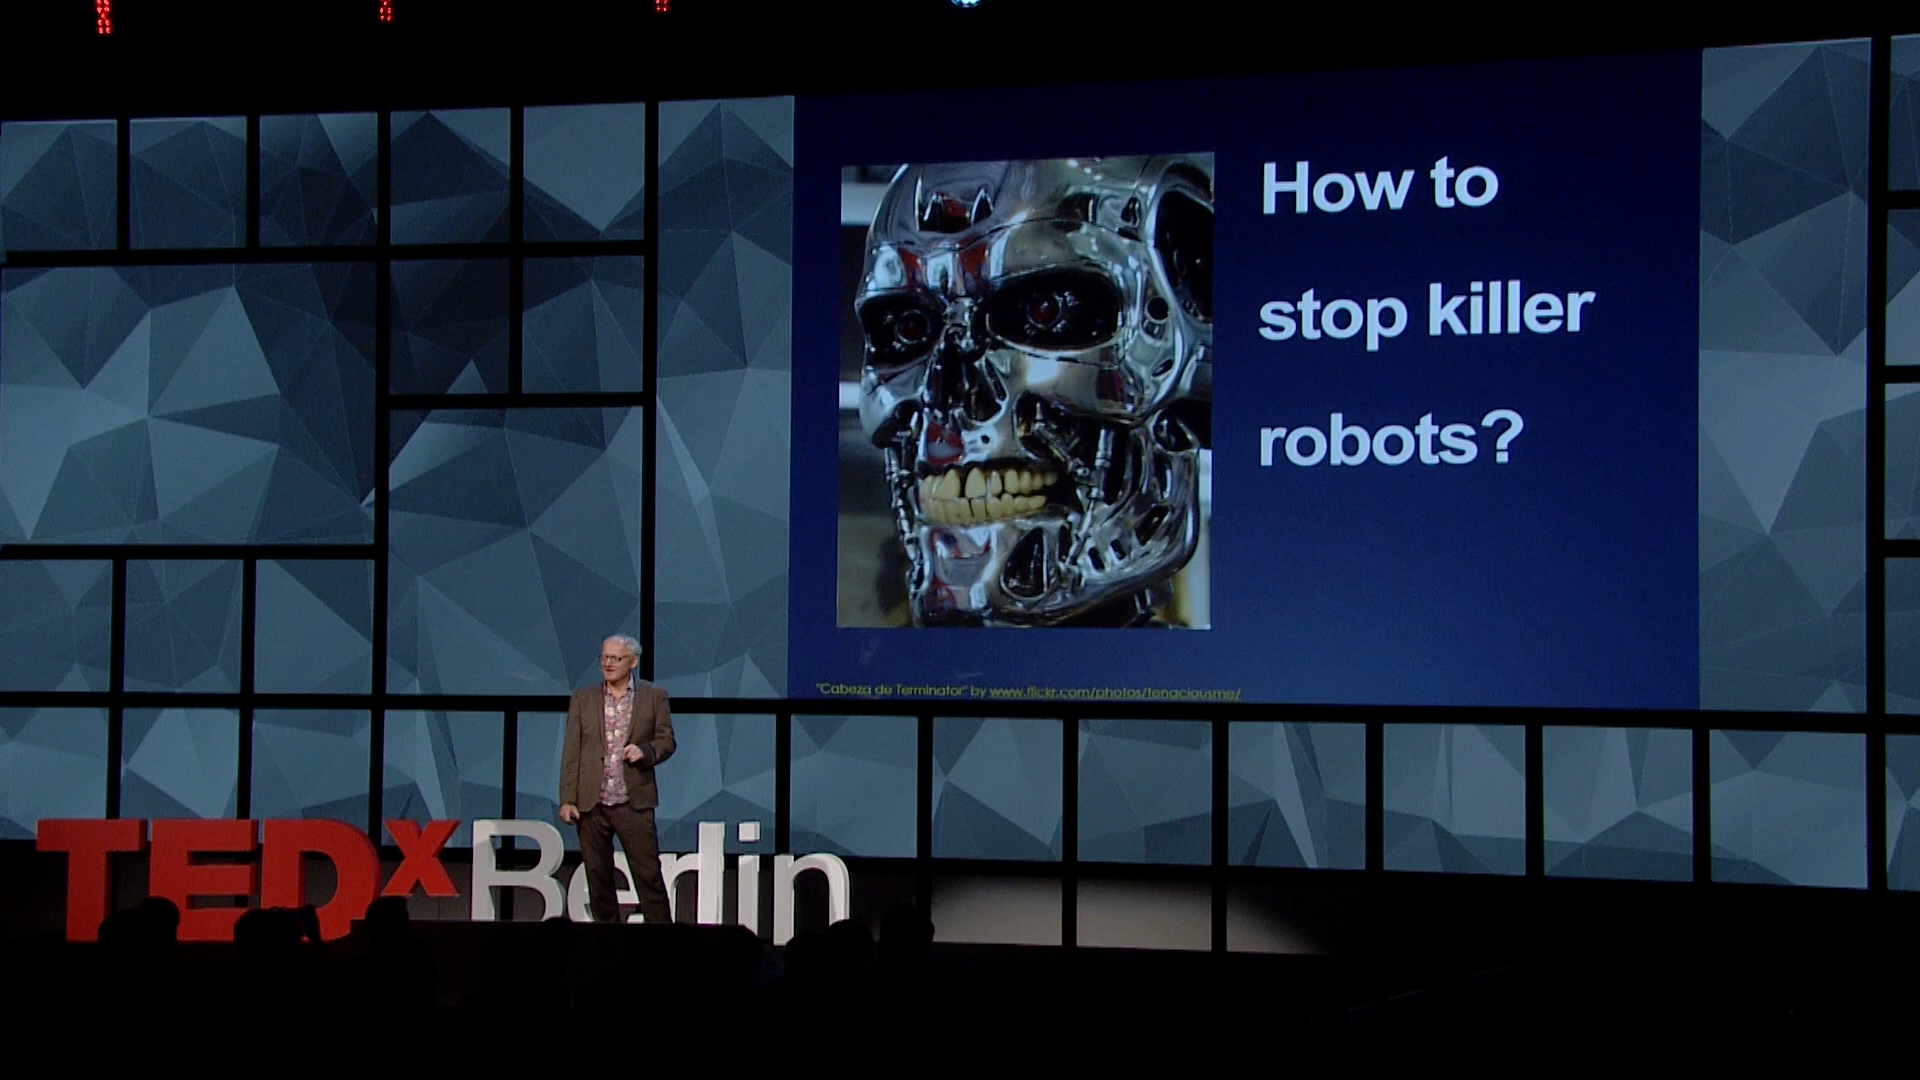 How to
stop killer
robots?
"Cabeza de Terminator" by www.flickr.com/photos/tenaciousme/
TEDxBerlin